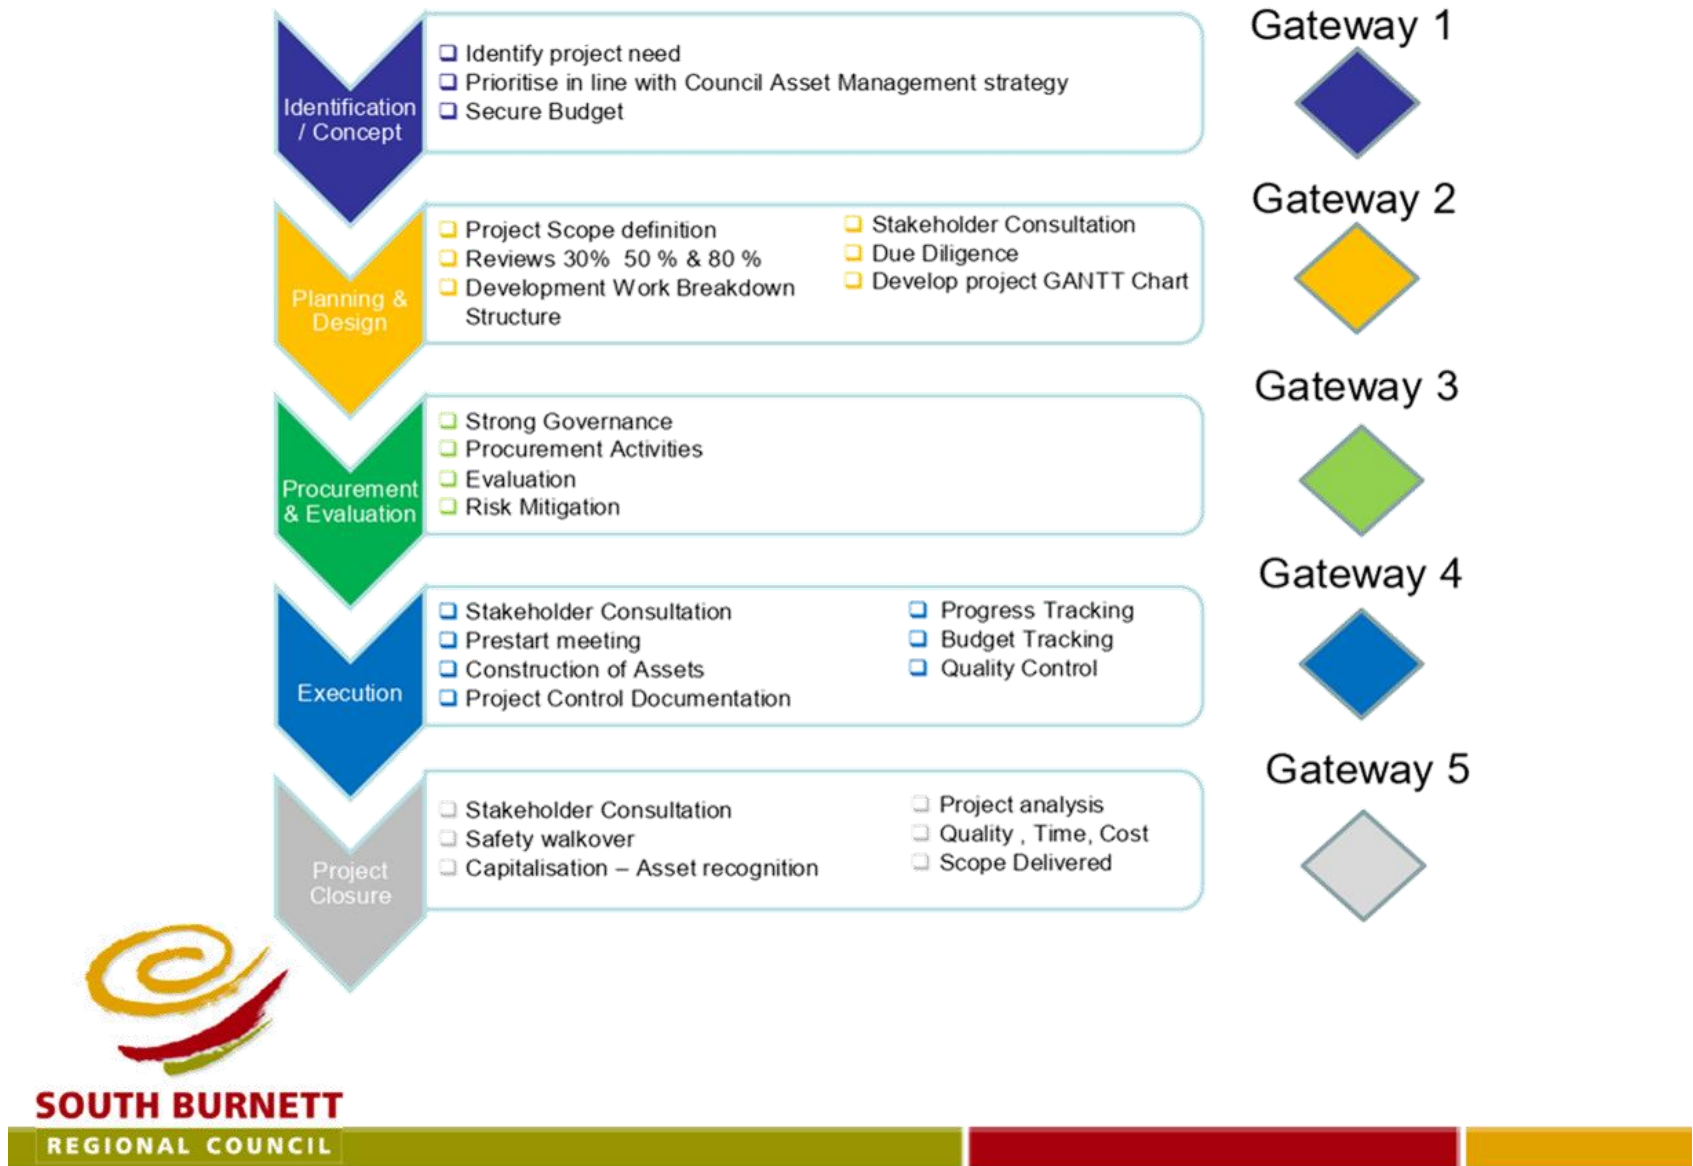 Gateway 1
Identification
/ Concept
Identify project need
Prioritise in line with Council Asset Management strategy
Secure Budget
Gateway 2
Planning &
Design
Project Scope definition
Reviews 30%  50 % & 80 %
Development Work Breakdown
Structure
Stakeholder Consultation
Due Diligence
Develop project GANTT Chart
Gateway 3
Procurement
& Evaluation
Strong Governance
Procurement Activities
Evaluation
Risk Mitigation
Gateway 4
Execution
Stakeholder Consultation
Prestart meeting
Construction of Assets
Project Control Documentation
Progress Tracking
Budget Tracking
Quality Control
Gateway 5
Project
Closure
Stakeholder Consultation
Safety walkover
Capitalisation – Asset recognition
Project analysis
Quality , Time, Cost
Scope Delivered
SOUTH BURNETT
REGIONAL COUNCIL